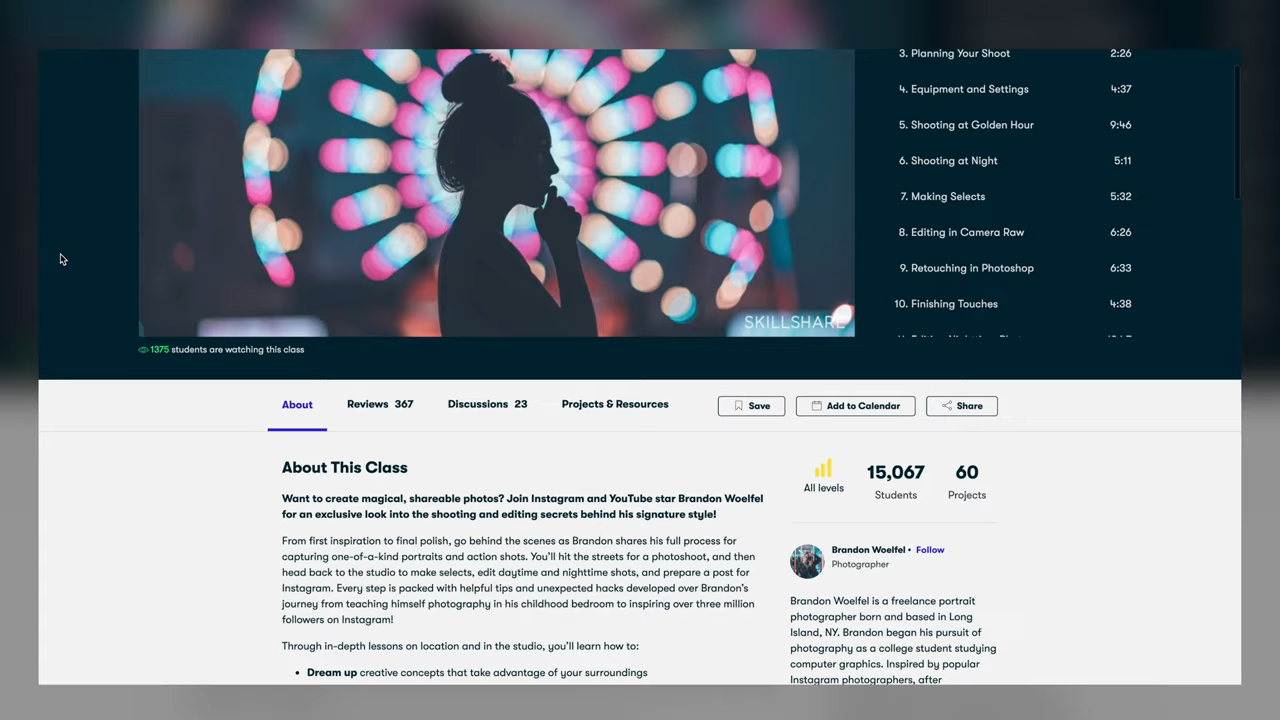 3. Planning Your Shoot 2:26
4. Equipment and Settings 4:37
5. Shooting at Golden Hour 9:46
6. Shooting at Night 5:11
7. Making Selects 5:32
8. Editing in Camera Raw 6:26
9. Retouching in Photoshop 6:33
10. Finishing Touches 4:38
SKILLSHARE
1375 students are watching this class
About Reviews 367 Discussions 23 Projects & Resources Save Add to Calendar Share
About This Class
Want to create magical, shareable photos? Join Instagram and YouTube star Brandon Woelfel
for an exclusive look into the shooting and editing secrets behind his signature style!
From first inspiration to final polish, go behind the scenes as Brandon shares his full process for
capturing one-of-a-kind portraits and action shots. You'll hit the streets for a photoshoot, and then
head back to the studio to make selects, edit daytime and nighttime shots, and prepare a post for
Instagram. Every step is packed with helpful tips and unexpected hacks developed over Brandon's
journey from teaching himself photography in his childhood bedroom to inspiring over three million
followers on Instagram!
Through in-depth lessons on location and in the studio, you'll learn how to:
• Dream up creative concepts that take advantage of your surroundings
All levels
15,067
Students
60
Projects
Brandon Woelfel • Follow
Photographer
Brandon Woelfel is a freelance portrait
photographer born and based in Long
Island, NY. Brandon began his pursuit of
photography as a college student studying
computer graphics. Inspired by popular
Instagram photographers, after